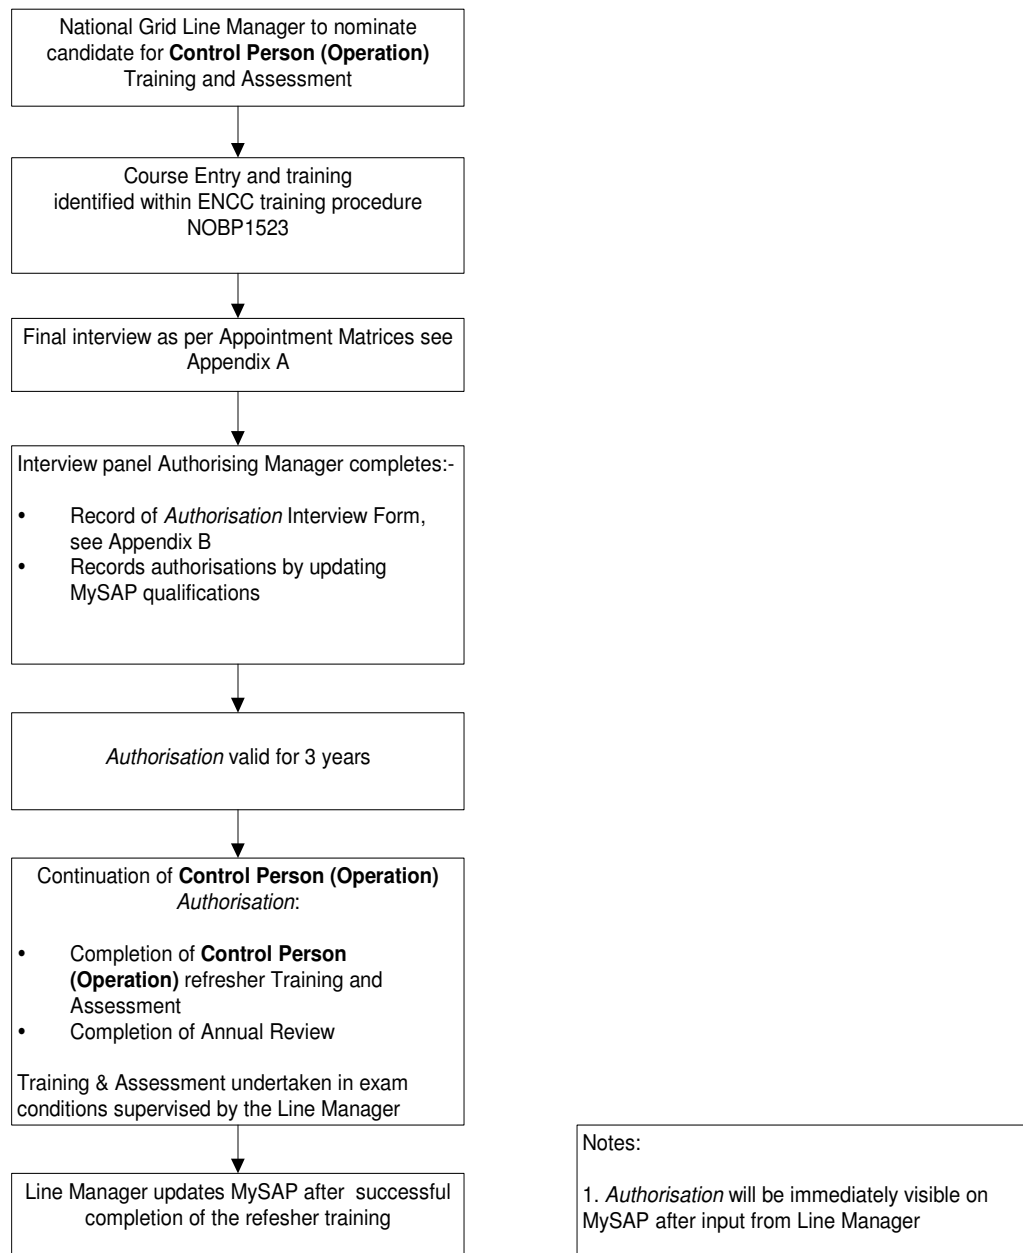 National Grid Line Manager to nominate
candidate for Control Person (Operation)
Training and Assessment
Course Entry and training
identified within ENCC training procedure
NOBP1523
Final interview as per Appointment Matrices see
Appendix A
Interview panel Authorising Manager completes:-
• Record of Authorisation Interview Form,
see Appendix B
• Records authorisations by updating
MySAP qualifications
Authorisation valid for 3 years
Continuation of Control Person (Operation)
Authorisation:
• Completion of Control Person
(Operation) refresher Training and
Assessment
• Completion of Annual Review
Training & Assessment undertaken in exam
conditions supervised by the Line Manager
Line Manager updates MySAP after successful
completion of the refesher training
Notes:
1. Authorisation will be immediately visible on
MySAP after input from Line Manager